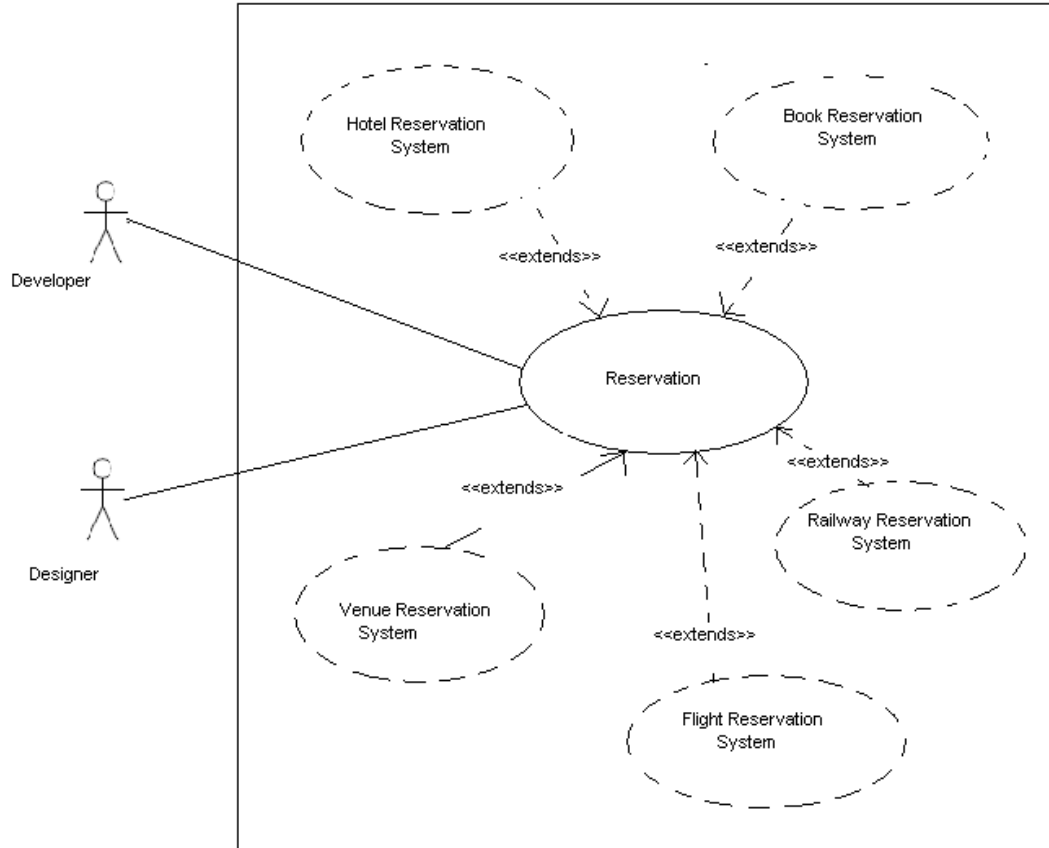 Hotel Reservation
System
Book Reservation
System
<<extends>>
<<extends>>
Developer
Reservation
<<extends>>
<<extends>>
Railway Reservation
System
Designer
Venue Reservation
System
<<extends>>
Flight Reservation
System